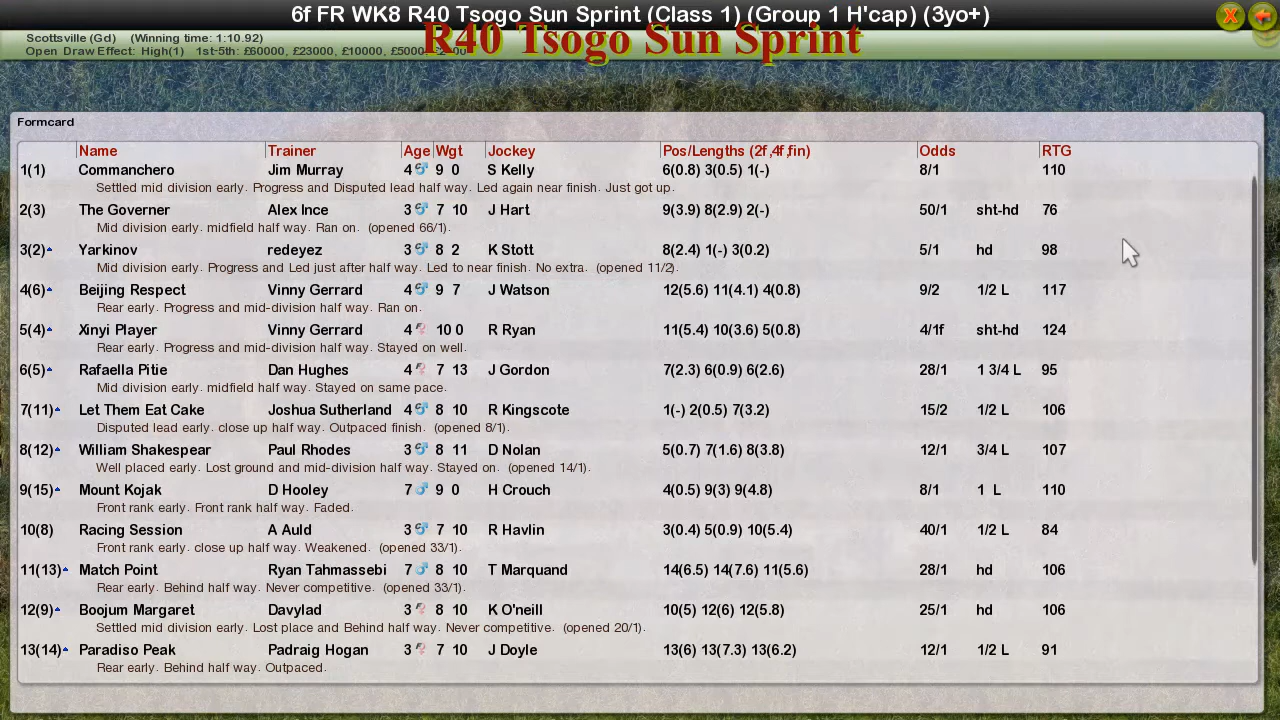 6f FR WK8 R40 Tsogo Sun Sprint (Class 1) (Group 1 H'cap) (3yo+)
R40 Tsogo Sun Sprint
Scottsville (Gd) (Winning time: 1:10.92)
Open Draw Effect: High(1) 1st-5th: £60000, £23000, £10000, £5000,
Formcard
Name Trainer Age Wgt Jockey Pos/Lengths (2f,4f,fin) Odds RTG
1(1) Commanchero Jim Murray 4 9 0 S Kelly 6(0.8) 3(0.5) 1(-) 8/1 110
Settled mid division early. Progress and Disputed lead half way. Led again near finish. Just got up.
2(3) The Governer Alex Ince 3 7 10 J Hart 9(3.9) 8(2.9) 2(-) 50/1 sht-hd 76
Mid division early. midfield half way. Ran on. (opened 66/1).
3(2) Yarkinov redeyez 3 8 2 K Stott 8(2.4) 1(-) 3(0.2) 5/1 hd 98
Mid division early. Progress and Led just after half way. Led to near finish. No extra. (opened 11/2).
4(6) Beijing Respect Vinny Gerrard 4 9 7 J Watson 12(5.6) 11(4.1) 4(0.8) 9/2 1/2 L 117
Rear early. Progress and mid-division half way. Ran on.
5(4) Xinyi Player Vinny Gerrard 4 10 0 R Ryan 11(5.4) 10(3.6) 5(0.8) 4/1f sht-hd 124
Rear early. Progress and mid-division half way. Stayed on well.
6(5) Rafaella Pitie Dan Hughes 4 7 13 J Gordon 7(2.3) 6(0.9) 6(2.6) 28/1 1 3/4 L 95
Mid division early. midfield half way. Stayed on same pace.
7(11) Let Them Eat Cake Joshua Sutherland 4 8 10 R Kingscote 1(-) 2(0.5) 7(3.2) 15/2 1/2 L 106
Disputed lead early. close up half way. Outpaced finish. (opened 8/1).
8(12) William Shakespear Paul Rhodes 3 8 11 D Nolan 5(0.7) 7(1.6) 8(3.8) 12/1 3/4 L 107
Well placed early. Lost ground and mid-division half way. Stayed on. (opened 14/1).
9(15) Mount Kojak D Hooley 7 9 0 H Crouch 4(0.5) 9(3) 9(4.8) 8/1 1 L 110
Front rank early. Front rank half way. Faded.
10(8) Racing Session A Auld 3 7 10 R Havlin 3(0.4) 5(0.9) 10(5.4) 40/1 1/2 L 84
Front rank early. close up half way. Weakened. (opened 33/1).
11(13) Match Point Ryan Tahmassebi 7 8 10 T Marquand 14(6.5) 14(7.6) 11(5.6) 28/1 hd 106
Rear early. Behind half way. Never competitive. (opened 33/1).
12(9) Boojum Margaret Davylad 3 8 10 K O'neill 10(5) 12(6) 12(5.8) 25/1 hd 106
Settled mid division early. Lost place and Behind half way. Never competitive. (opened 20/1).
13(14) Paradiso Peak Padraig Hogan 3 7 10 J Doyle 13(6) 13(7.3) 13(6.2) 12/1 1/2 L 91
Rear early. Behind half way. Outpaced.